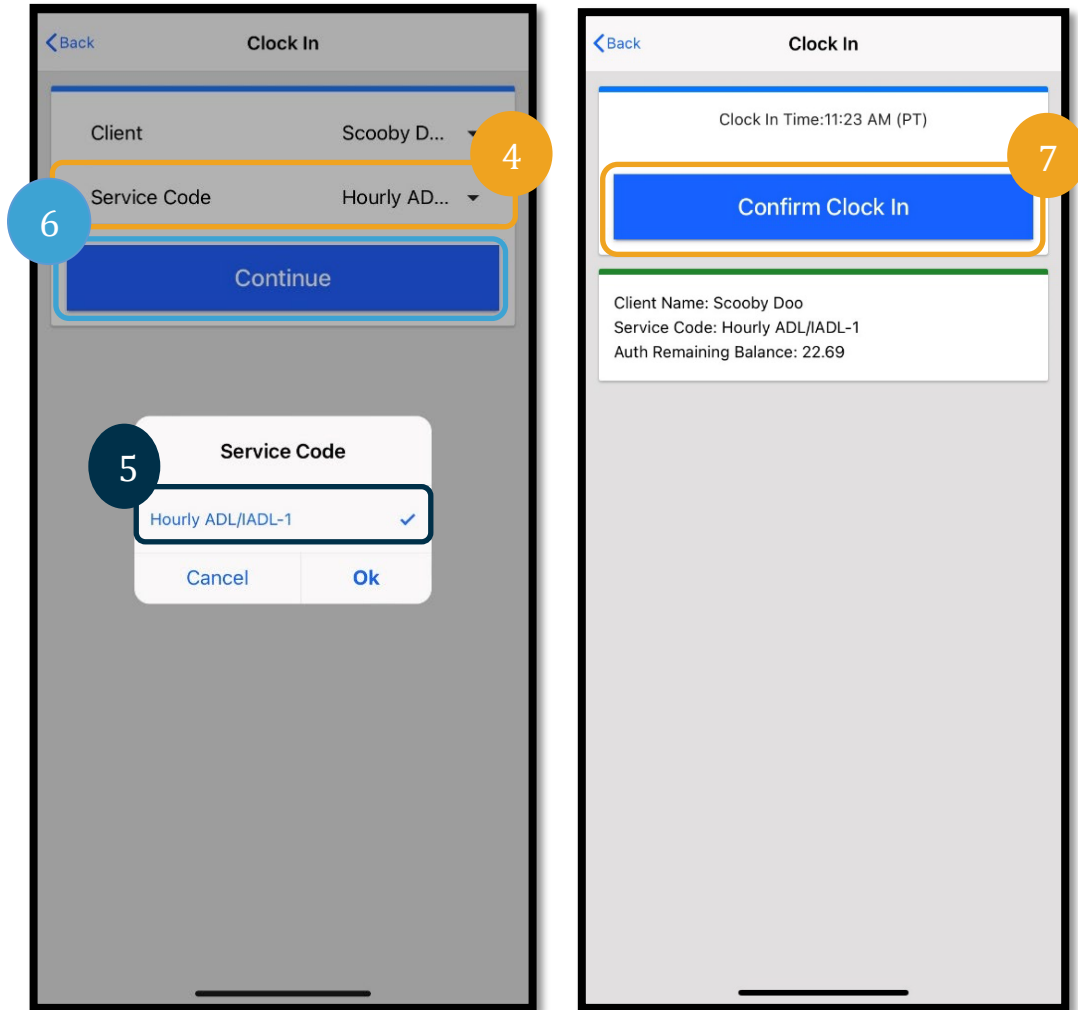 Back
Clock In
Client Scooby D...
4
Service Code Hourly AD...
6
Continue
5
Service Code
Hourly ADL/IADL-1
Cancel Ok
Back
Clock In
Clock In Time:11:23 AM (PT)
7
Confirm Clock In
Client Name: Scooby Doo
Service Code: Hourly ADL/IADL-1
Auth Remaining Balance: 22.69